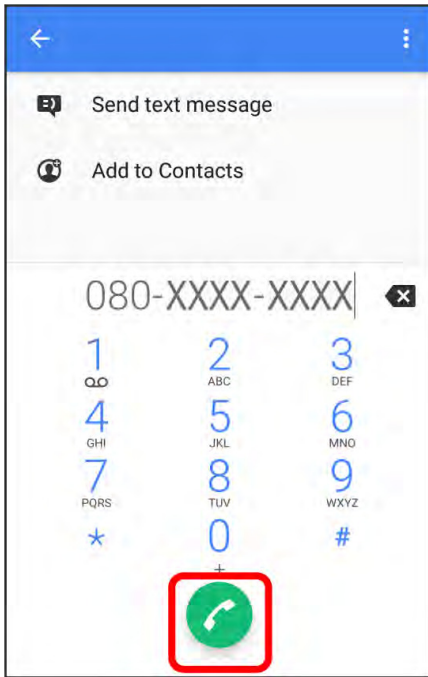 Send text message
Add to Contacts
080-XXXX-XXXX
1 2 3
ABC DEF
4 5 6
GHI JKL MNO
7 8 9
PQRS TUV WXYZ
* 0 #
+